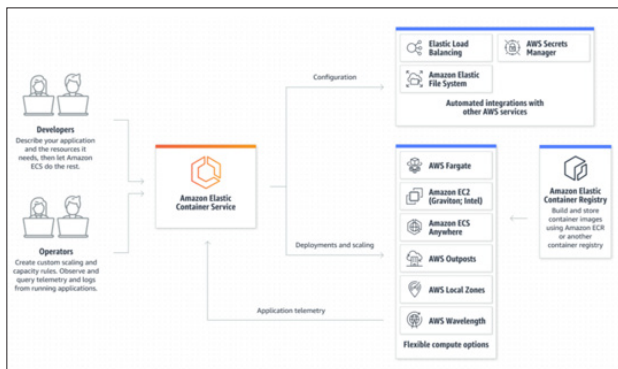 Developers
Describe your application
and the resources it
needs, then let Amazon
ECS do the rest.
Operators
Create custom scaling and
capacity rules. Observe and
query telemetry and logs
from running applications.
Amazon Elastic
Container Service
Configuration
Deployments and scaling
Application telemetry
Elastic Load
Balancing
AWS Secrets
Manager
Amazon Elastic
File System
Automated integrations with
other AWS services
AWS Fargate
Amazon EC2
(Graviton; Intel)
Amazon ECS
Anywhere
AWS Outposts
AWS Local Zones
AWS Wavelength
Flexible compute options
Amazon Elastic
Container Registry
Build and store
container images
using Amazon ECR
or another
container registry